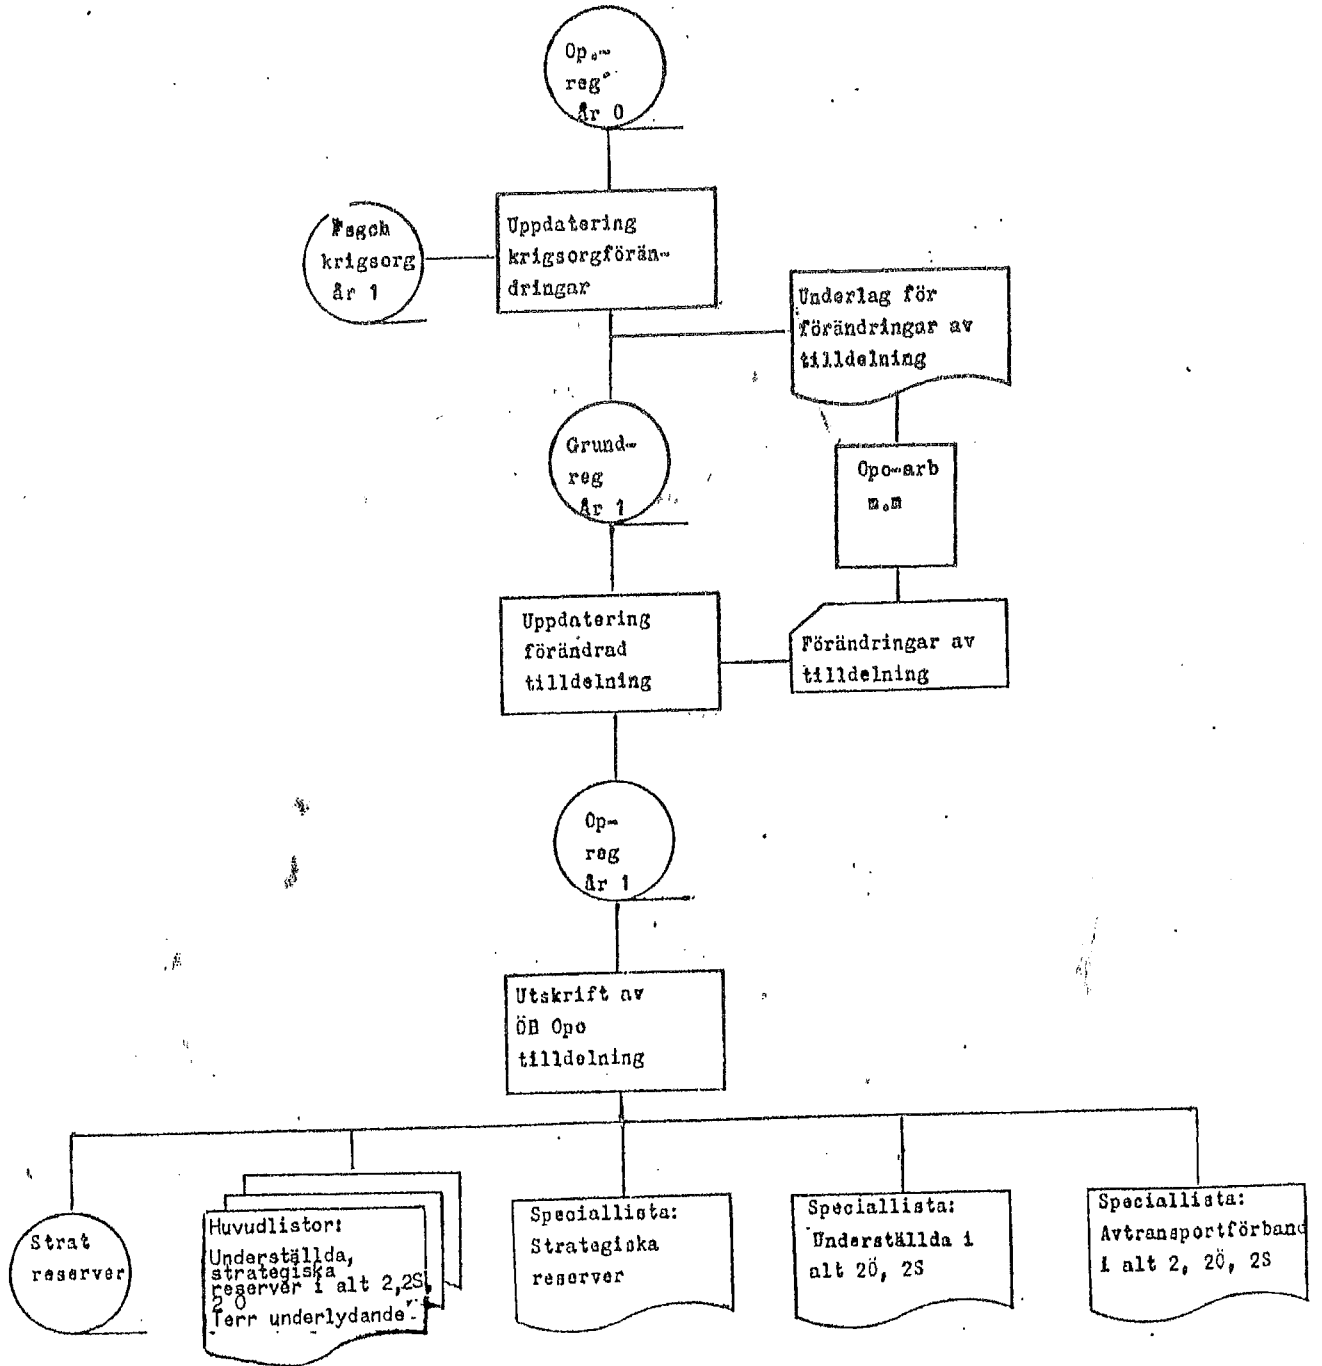 Op.-
reg
År 0
krigsorg
år 1
Uppdatering
krigsorgförän-
dringar
Underlag för
förändringar av
tilldelning
Grund-
reg
År 1
Opo-arb
m.m
Uppdatering
förändrad
tilldelning
Förändringar av
tilldelning
Op-
reg
År 1
Utskrift av
ÖB Opo
tilldelning
Strat
reserver
Huvudlistor:
Underställda,
strategiska
reserver i alt 2,2S,
2 Ö
Terr underlydande
Speciallista:
Strategiska
reserver
Speciallista:
Underställda i
alt 2Ö, 2S
Speciallista:
Avtransportförband
i alt 2, 2Ö, 2S